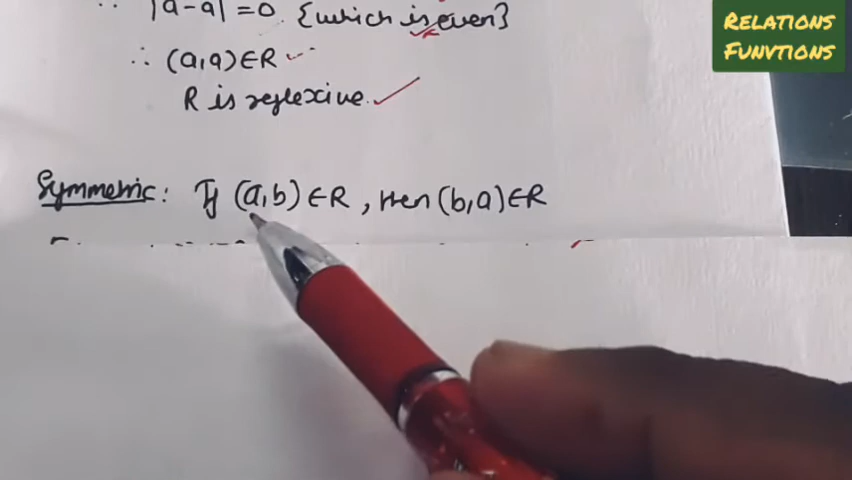 ∵ |a-a| = 0 {which is even}
∴ (a,a)∈R
R is reflexive.
Symmetric: If (a,b)∈R, then (b,a)∈R
RELATIONS
FUNVTIONS